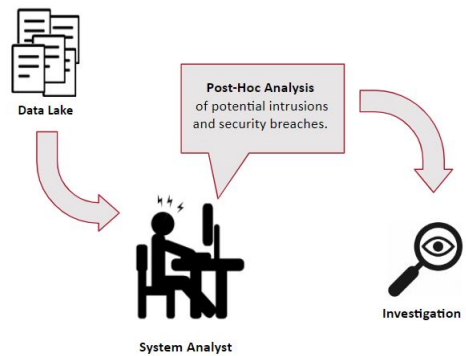 Data Lake
Post-Hoc Analysis
of potential intrusions
and security breaches.
Investigation
System Analyst